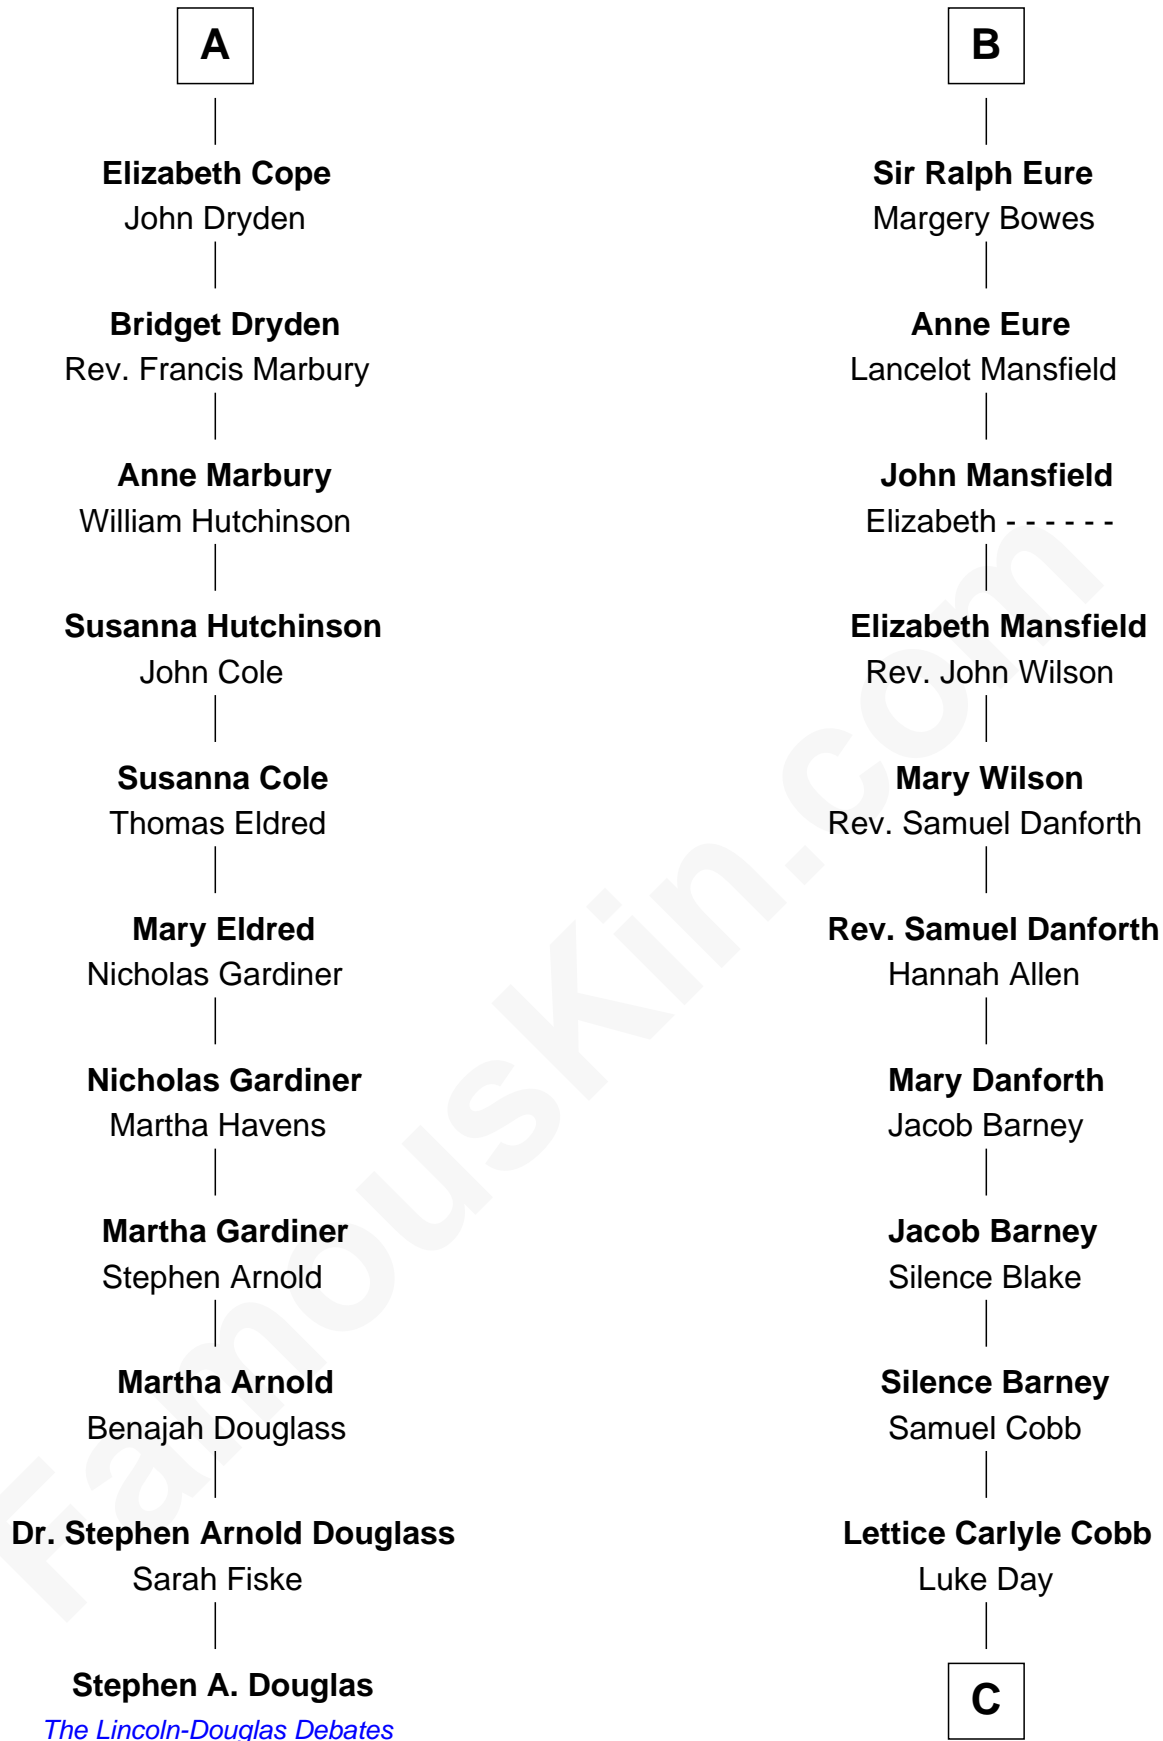 A
Elizabeth Cope
John Dryden
Bridget Dryden
Rev. Francis Marbury
Anne Marbury
William Hutchinson
Susanna Hutchinson
John Cole
Susanna Cole
Thomas Eldred
Mary Eldred
Nicholas Gardiner
Nicholas Gardiner
Martha Havens
Martha Gardiner
Stephen Arnold
Martha Arnold
Benajah Douglass
Dr. Stephen Arnold Douglass
Sarah Fiske
Stephen A. Douglas
The Lincoln-Douglas Debates
B
Sir Ralph Eure
Margery Bowes
Anne Eure
Lancelot Mansfield
John Mansfield
Elizabeth - - - - - -
Elizabeth Mansfield
Rev. John Wilson
Mary Wilson
Rev. Samuel Danforth
Rev. Samuel Danforth
Hannah Allen
Mary Danforth
Jacob Barney
Jacob Barney
Silence Blake
Silence Barney
Samuel Cobb
Lettice Carlyle Cobb
Luke Day
C
FamousKin.com